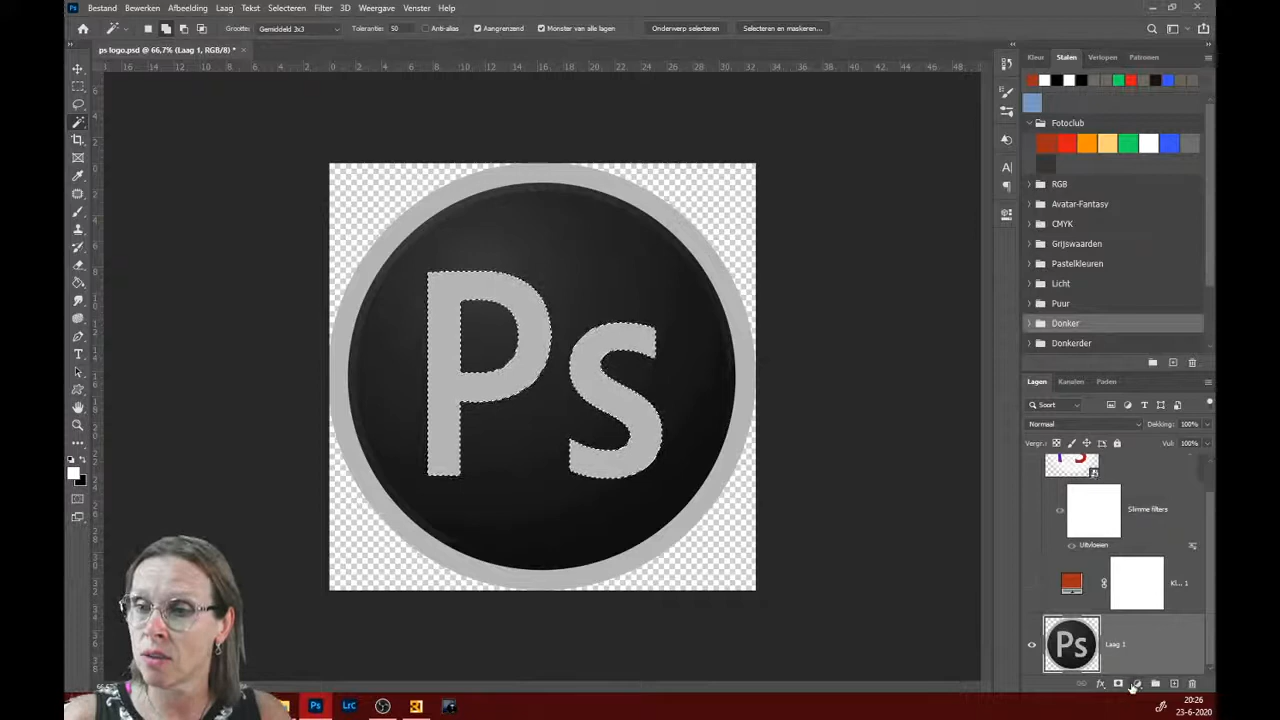 Bestand Bewerken Afbeelding Laag Tekst Selecteren Filter 3D Weergave Venster Help
Grootte: Gemiddeld 3x3 Tolerantie: 50 Anti-alias Aangrenzend Monster van alle lagen Onderwerp selecteren Selecteren en maskeren...
ps logo.psd @ 66,7% (Laag 1, RGB/8) *
Kleur Stalen Verlopen Patronen
Fotoclub
RGB
Avatar-Fantasy
CMYK
Grijswaarden
Pastelkleuren
Licht
Puur
Donker
Donkerder
Lagen Kanalen Paden
Soort
Normaal Dekking: 100%
Vergr.: Vul: 100%
Ps
Slimme filters
Uitvloeien
Kl... 1
Ps
Laag 1
Ps Lrc
20:26
23-6-2020